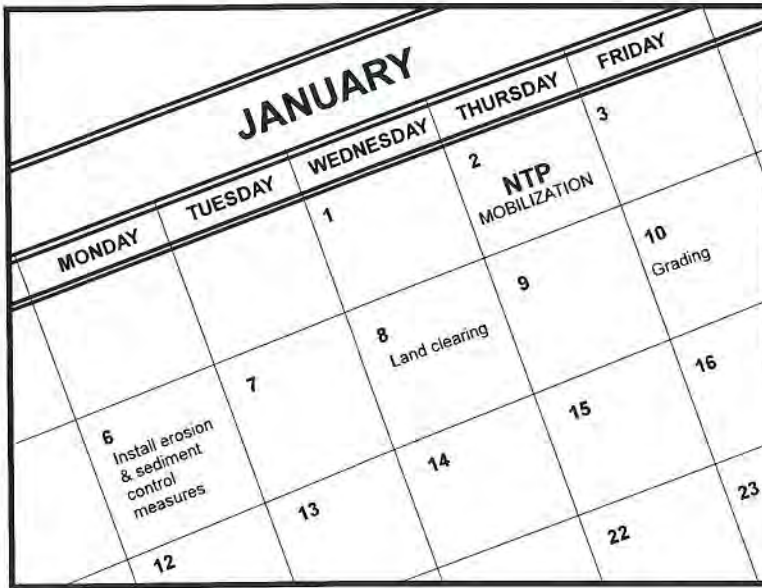 JANUARY
MONDAY TUESDAY WEDNESDAY THURSDAY FRIDAY
1
2
NTP
MOBILIZATION
3
6
Install erosion
& sediment
control
measures
7
8
Land clearing
9
10
Grading
12
13
14
15
16
22
23